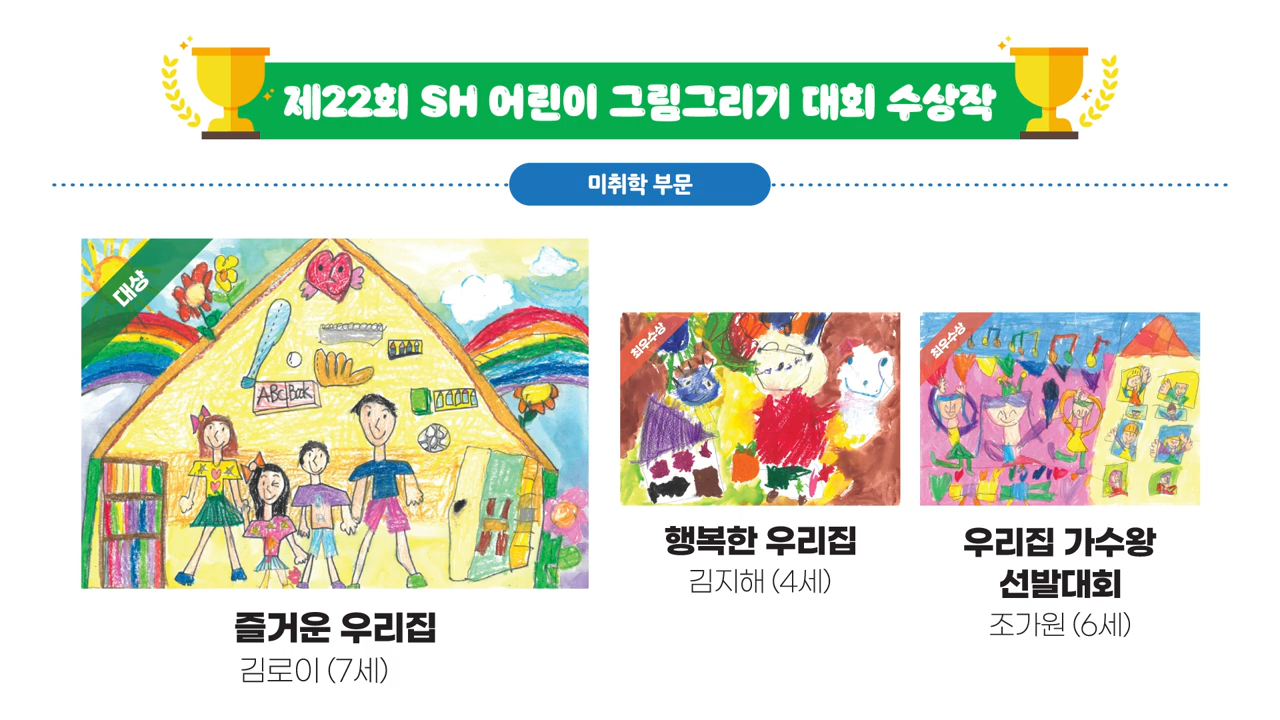 제22회 SH 어린이 그림그리기 대회 수상작
미취학 부문
대상
ABC Book
즐거운 우리집
김로이 (7세)
최우수상
행복한 우리집
김지해 (4세)
최우수상
우리집 가수왕
선발대회
조가원 (6세)